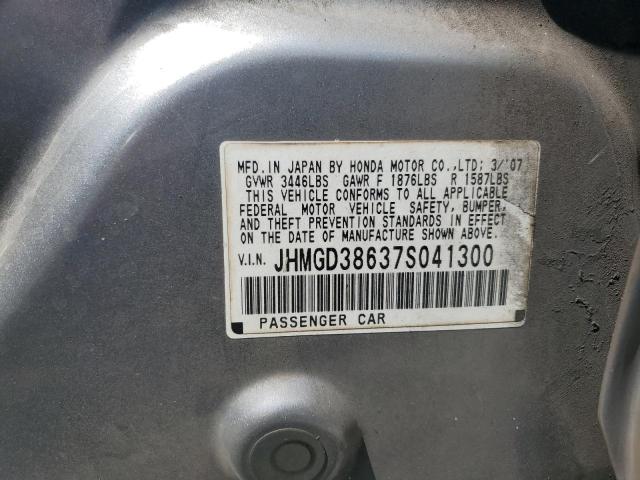 MFD. IN JAPAN BY HONDA MOTOR CO.,LTD; 3/'07
GVWR 3446LBS GAWR F 1876LBS R 1587LBS
THIS VEHICLE CONFORMS TO ALL APPLICABLE
FEDERAL MOTOR VEHICLE SAFETY, BUMPER,
AND THEFT PREVENTION STANDARDS IN EFFECT
ON THE DATE OF MANUFACTURE SHOWN ABOVE.
V.I.N. JHMGD38637S041300
PASSENGER CAR